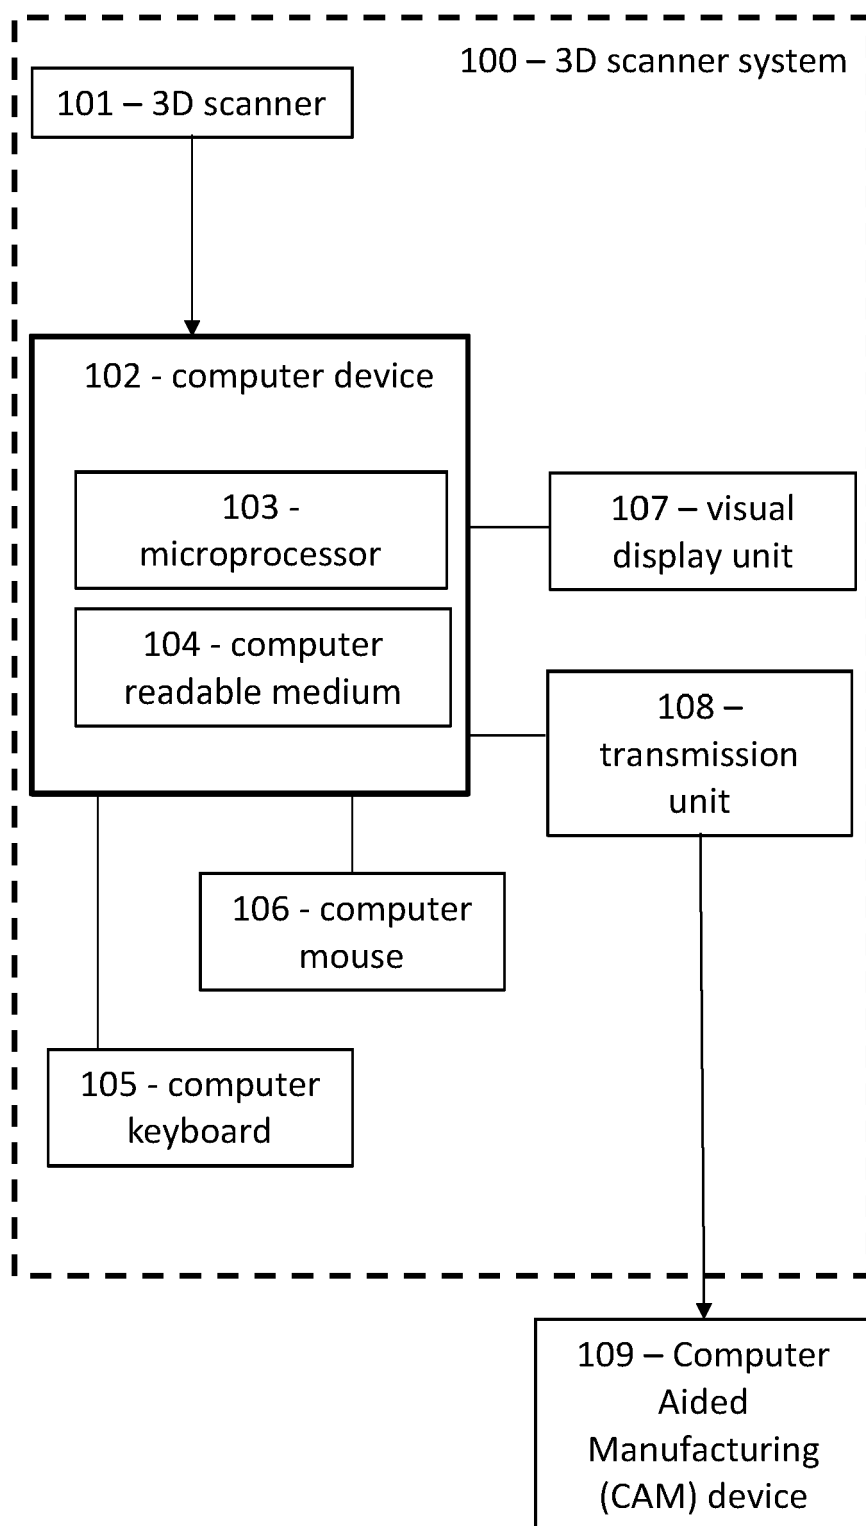 100 – 3D scanner system
101 – 3D scanner
102 - computer device
103 -
microprocessor
107 – visual
display unit
104 - computer
readable medium
108 –
transmission
unit
106 - computer
mouse
105 - computer
keyboard
109 – Computer
Aided
Manufacturing
(CAM) device